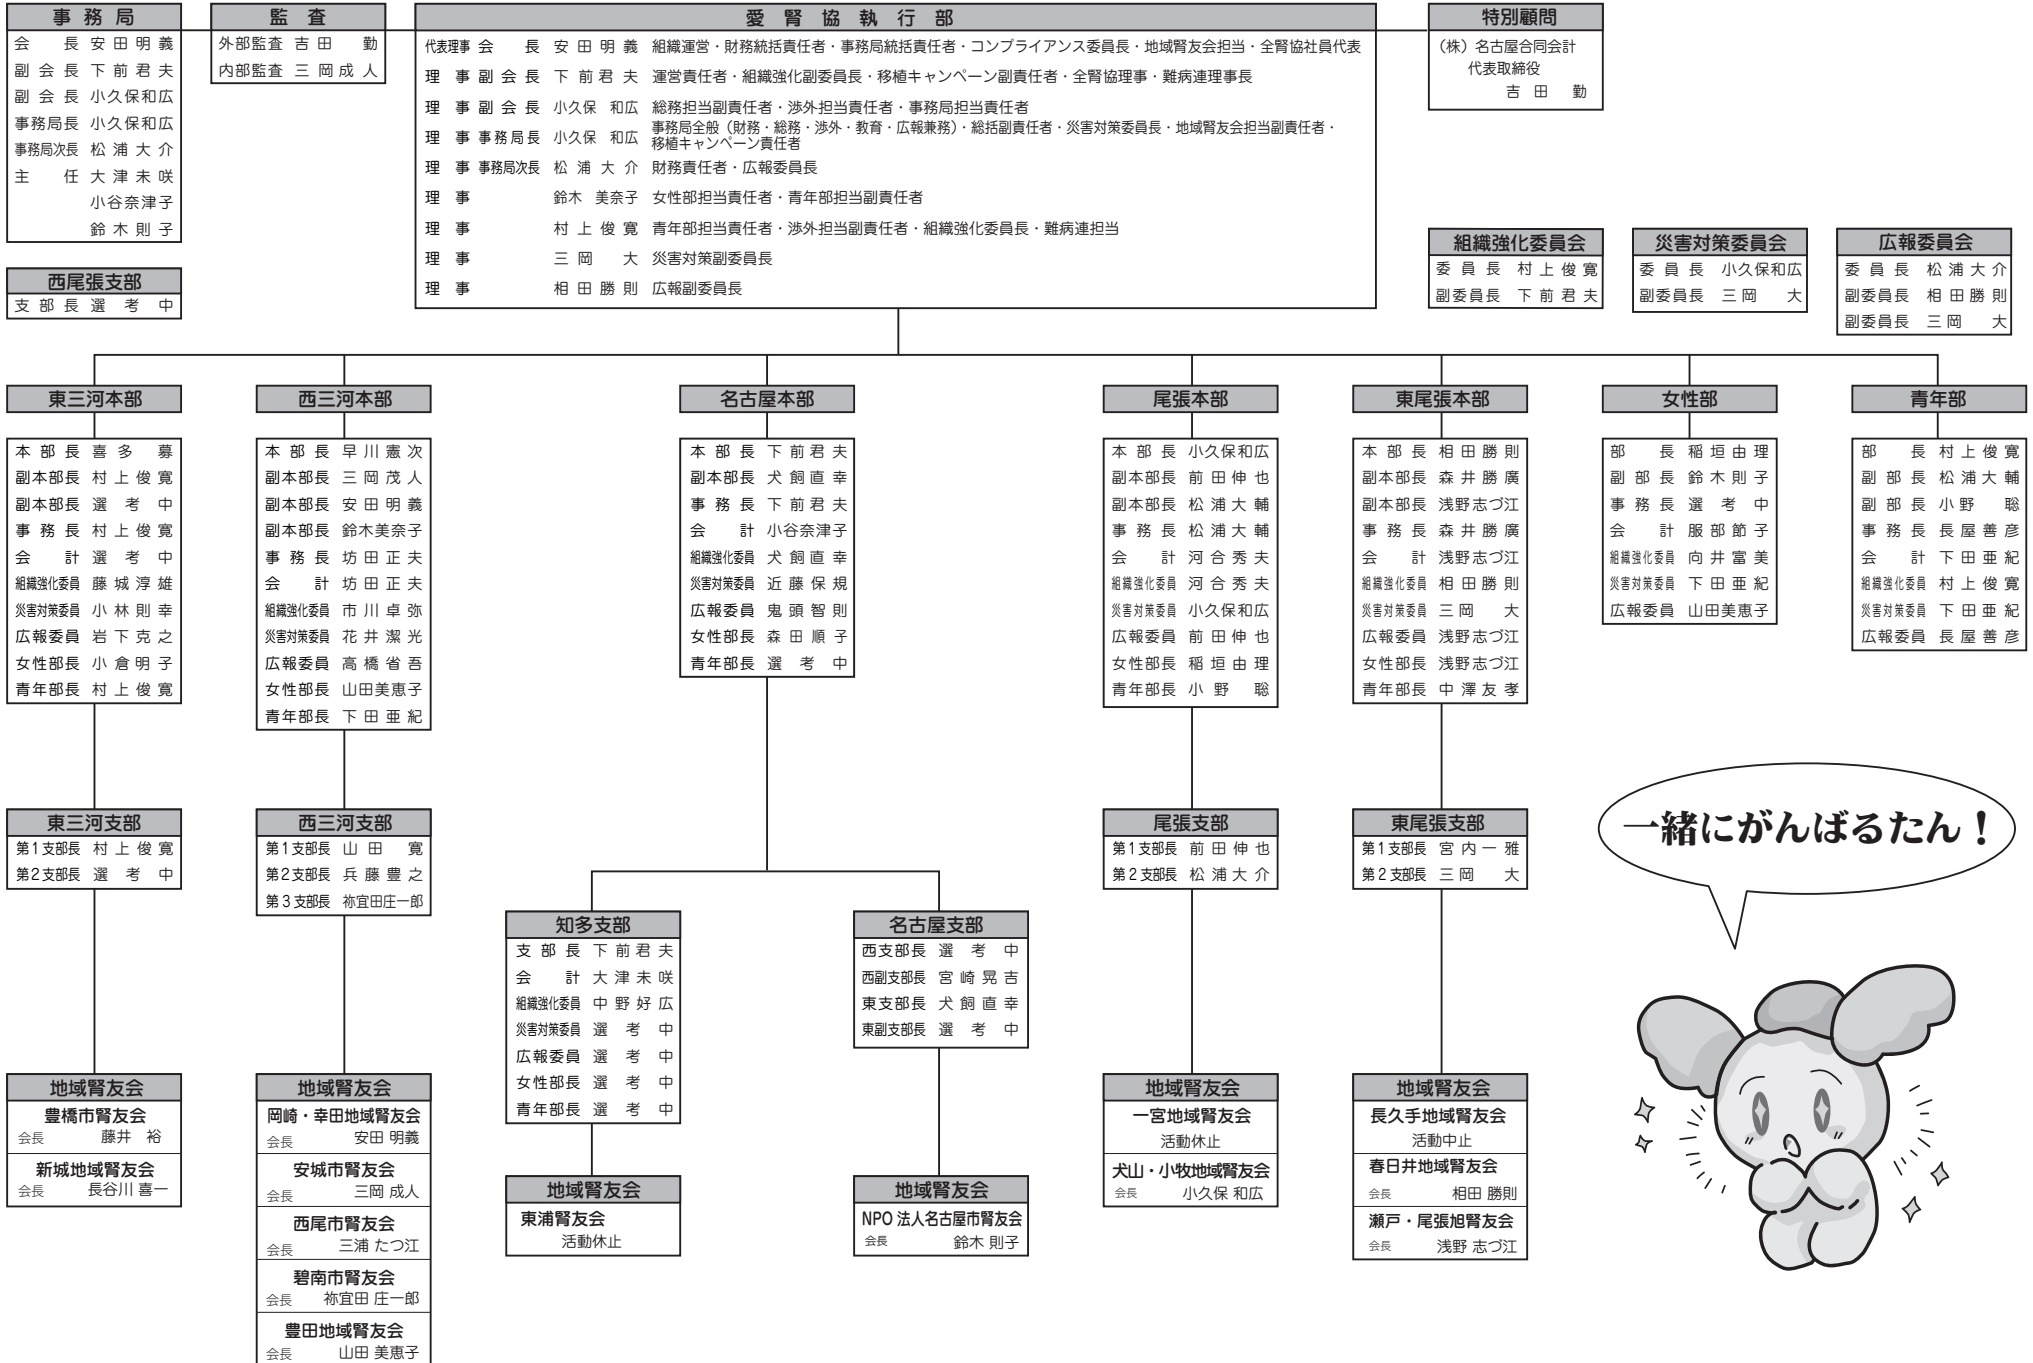 事務局
会長 安田明義
副会長 下前君夫
副会長 小久保和広
事務局長 小久保和広
事務局次長 松浦大介
主任 大津未咲
小谷奈津子
鈴木則子
監査
外部監査 吉田 勤
内部監査 三岡成人
愛腎協執行部
代表理事 会長 安田明義 組織運営・財務統括責任者・事務局統括責任者・コンプライアンス委員長・地域腎友会担当・全腎協社員代表
理事 副会長 下前君夫 運営責任者・組織強化副委員長・移植キャンペーン副責任者・全腎協理事・難病連理事長
理事 副会長 小久保 和広 総務担当副責任者・渉外担当責任者・事務局担当責任者
理事 事務局長 小久保 和広 事務局全般（財務・総務・渉外・教育・広報兼務）・総括副責任者・災害対策委員長・地域腎友会担当副責任者・
移植キャンペーン責任者
理事 事務局次長 松浦大介 財務責任者・広報委員長
理事 鈴木 美奈子 女性部担当責任者・青年部担当副責任者
理事 村上俊寛 青年部担当責任者・渉外担当副責任者・組織強化委員長・難病連担当
理事 三岡 大 災害対策副委員長
理事 相田勝則 広報副委員長
特別顧問
（株）名古屋合同会計
代表取締役
吉田 勤
組織強化委員会
委員長 村上俊寛
副委員長 下前君夫
災害対策委員会
委員長 小久保和広
副委員長 三岡 大
広報委員会
委員長 松浦大介
副委員長 相田勝則
副委員長 三岡 大
西尾張支部
支部長 選考中
東三河本部
本部長 喜多 募
副本部長 村上俊寛
副本部長 選考中
事務長 村上俊寛
会計 選考中
組織強化委員 藤城淳雄
災害対策委員 小林則幸
広報委員 岩下克之
女性部長 小倉明子
青年部長 村上俊寛
西三河本部
本部長 早川憲次
副本部長 三岡茂人
副本部長 安田明義
副本部長 鈴木美奈子
事務長 坊田正夫
会計 坊田正夫
組織強化委員 市川卓弥
災害対策委員 花井潔光
広報委員 高橋省吾
女性部長 山田美恵子
青年部長 下田亜紀
名古屋本部
本部長 下前君夫
副本部長 犬飼直幸
事務長 下前君夫
会計 小谷奈津子
組織強化委員 犬飼直幸
災害対策委員 近藤保規
広報委員 鬼頭智則
女性部長 森田順子
青年部長 選考中
尾張本部
本部長 小久保和広
副本部長 前田伸也
副本部長 松浦大輔
事務長 松浦大輔
会計 河合秀夫
組織強化委員 河合秀夫
災害対策委員 小久保和広
広報委員 前田伸也
女性部長 稲垣由理
青年部長 小野 聡
東尾張本部
本部長 相田勝則
副本部長 森井勝廣
副本部長 浅野志づ江
事務長 森井勝廣
会計 浅野志づ江
組織強化委員 相田勝則
災害対策委員 三岡 大
広報委員 浅野志づ江
女性部長 浅野志づ江
青年部長 中澤友孝
女性部
部長 稲垣由理
副部長 鈴木則子
事務長 選考中
会計 服部節子
組織強化委員 向井富美
災害対策委員 下田亜紀
広報委員 山田美恵子
青年部
部長 村上俊寛
副部長 松浦大輔
副部長 小野 聡
事務長 長屋善彦
会計 下田亜紀
組織強化委員 村上俊寛
災害対策委員 下田亜紀
広報委員 長屋善彦
東三河支部
第1支部長 村上俊寛
第2支部長 選考中
西三河支部
第1支部長 山田 寛
第2支部長 兵藤豊之
第3支部長 祢宜田庄一郎
知多支部
支部長 下前君夫
会計 大津未咲
組織強化委員 中野好広
災害対策委員 選考中
広報委員 選考中
女性部長 選考中
青年部長 選考中
名古屋支部
西支部長 選考中
西副支部長 宮崎晃吉
東支部長 犬飼直幸
東副支部長 選考中
尾張支部
第1支部長 前田伸也
第2支部長 松浦大介
東尾張支部
第1支部長 宮内一雅
第2支部長 三岡 大
一緒にがんばるたん！
地域腎友会
豊橋市腎友会
会長 藤井 裕
新城地域腎友会
会長 長谷川 喜一
地域腎友会
岡崎・幸田地域腎友会
会長 安田 明義
安城市腎友会
会長 三岡 成人
西尾市腎友会
会長 三浦 たつ江
碧南市腎友会
会長 祢宜田 庄一郎
豊田地域腎友会
会長 山田 美恵子
地域腎友会
東浦腎友会
活動休止
地域腎友会
NPO 法人名古屋市腎友会
会長 鈴木 則子
地域腎友会
一宮地域腎友会
活動休止
犬山・小牧地域腎友会
会長 小久保 和広
地域腎友会
長久手地域腎友会
活動中止
春日井地域腎友会
会長 相田 勝則
瀬戸・尾張旭腎友会
会長 浅野 志づ江